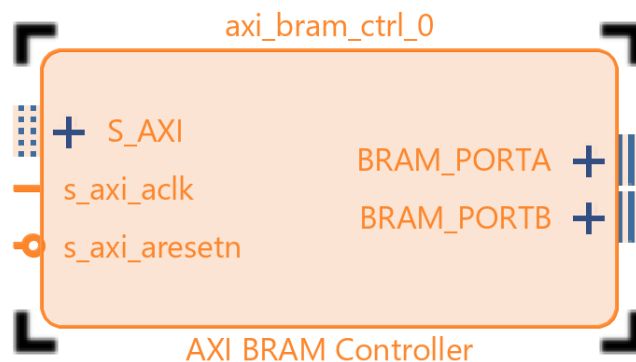 axi_bram_ctrl_0
S_AXI
s_axi_aclk
s_axi_aresetn
BRAM_PORTA
BRAM_PORTB
AXI BRAM Controller